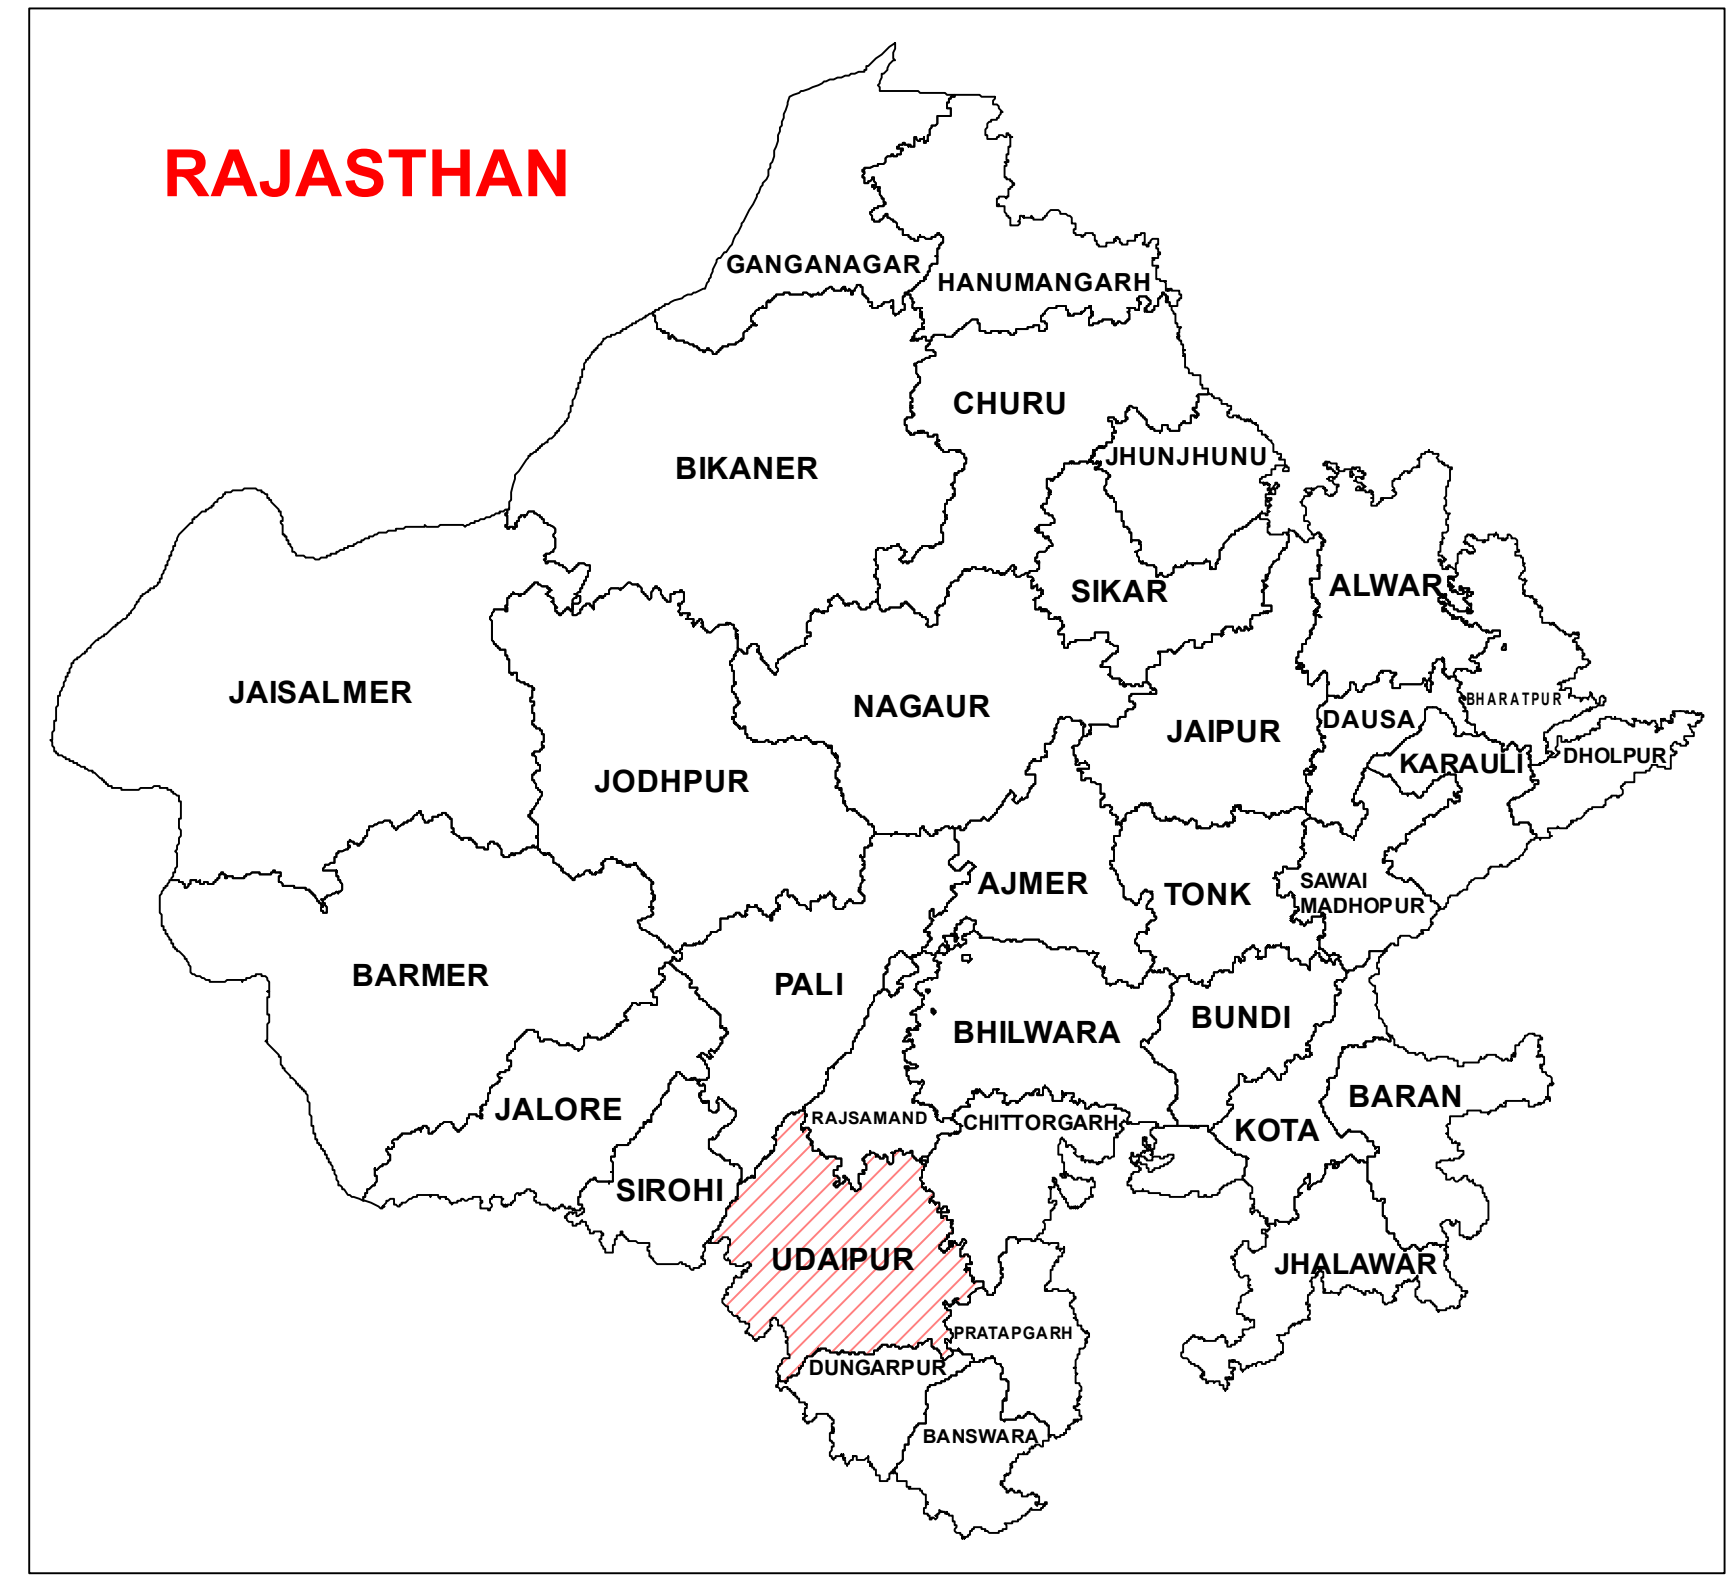 RAJASTHAN
GANGANAGAR
HANUMANGARH
CHURU
BIKANER
JHUNJHUNU
SIKAR
ALWAR
JAISALMER
NAGAUR
BHARATPUR
JAIPUR
DAUSA
KARAULI
DHOLPUR
JODHPUR
AJMER
TONK
SAWAI
MADHOPUR
BARMER
PALI
BHILWARA
BUNDI
BARAN
JALORE
RAJSAMAND
CHITTORGARH
KOTA
SIROHI
UDAIPUR
JHALAWAR
PRATAPGARH
DUNGARPUR
BANSWARA